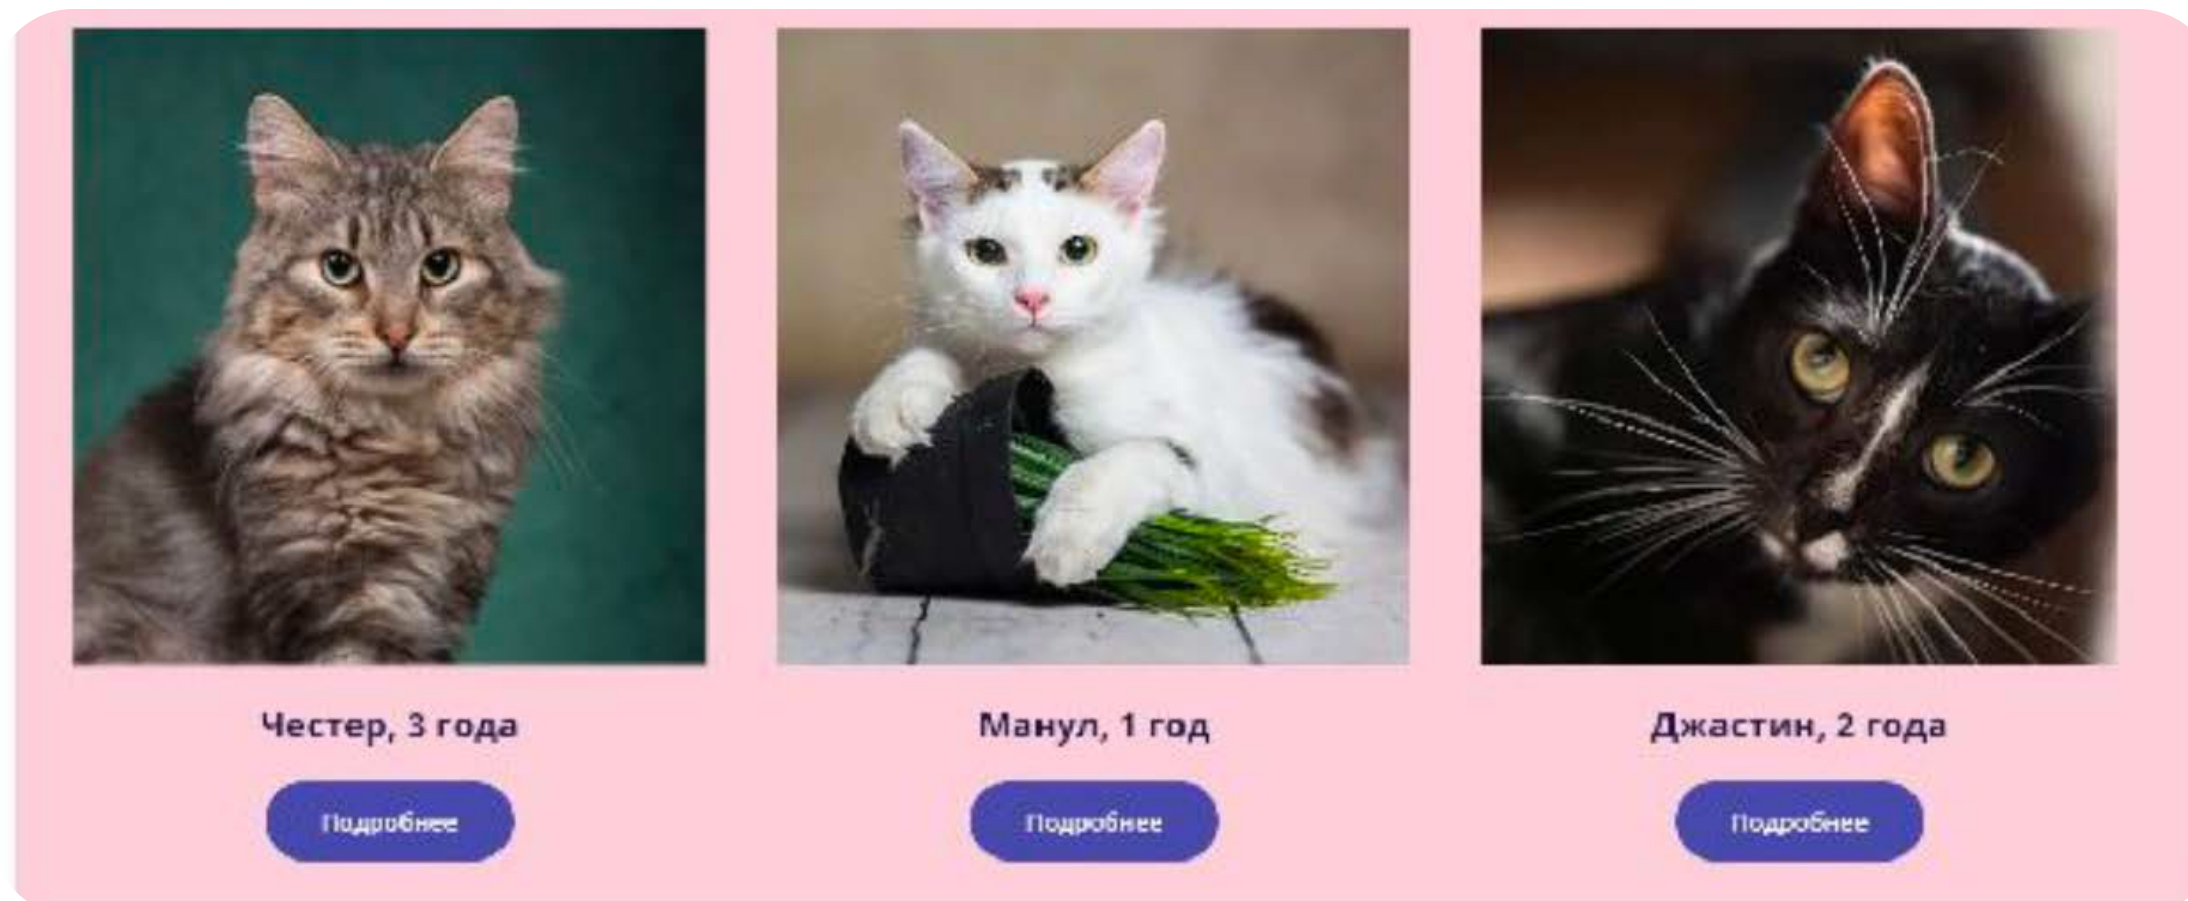 Честер, 3 года
Манул, 1 год
Джастин, 2 года
Подробнее
Подробнее
Подробнее